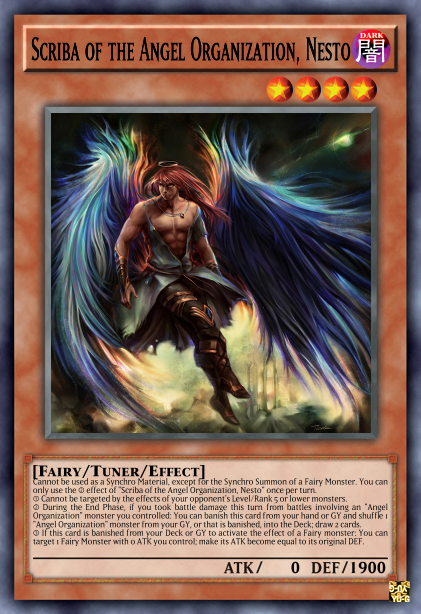 Scriba of the Angel Organization, Nesto
DARK
闇
[Fairy/Tuner/Effect]
Cannot be used as a Synchro Material, except for the Synchro Summon of a Fairy Monster. You can
only use the ② effect of "Scriba of the Angel Organization, Nesto" once per turn.
① Cannot be targeted by the effects of your opponent's Level/Rank 5 or lower monsters.
② During the End Phase, if you took battle damage this turn from battles involving an "Angel
Organization" monster you controlled: You can banish this card from your hand or GY and shuffle 1
"Angel Organization" monster from your GY, or that is banished, into the Deck; draw 2 cards.
③ If this card is banished from your Deck or GY to activate the effect of a Fairy monster: You can
target 1 Fairy Monster with 0 ATK you control; make its ATK become equal to its original DEF.
ATK/ 0 DEF/1900